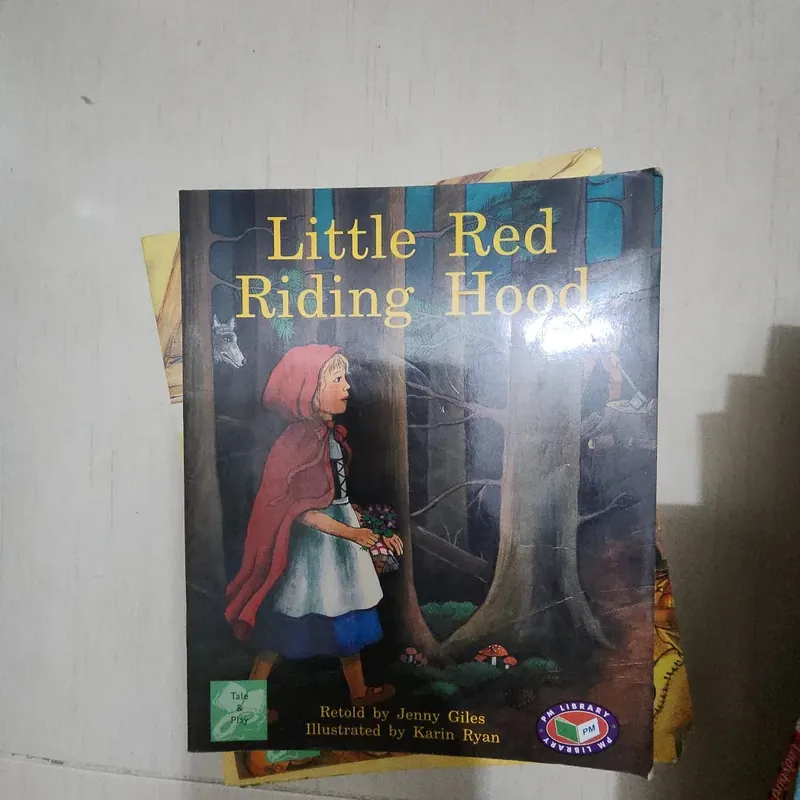 Little Red
Riding Hood
Tale
&
Play
Retold by Jenny Giles
Illustrated by Karin Ryan
PM LIBRARY
PM
PM LIBRARY